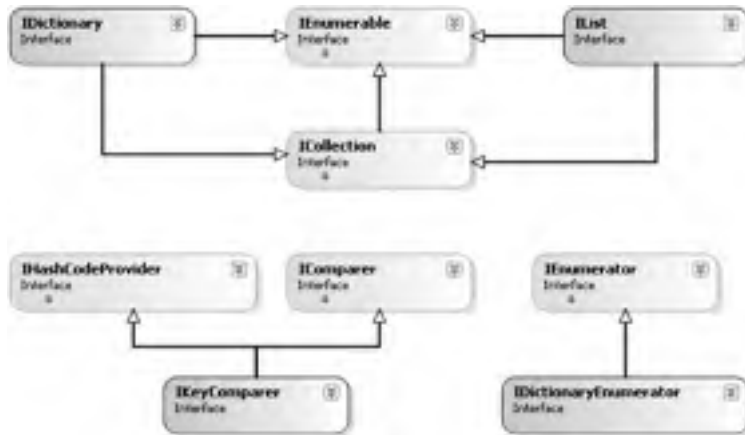 IDictionary
Interface
IEnumerable
Interface
IList
Interface
ICollection
Interface
IHashCodeProvider
Interface
IComparer
Interface
IEnumerator
Interface
IKeyComparer
Interface
IDictionaryEnumerator
Interface